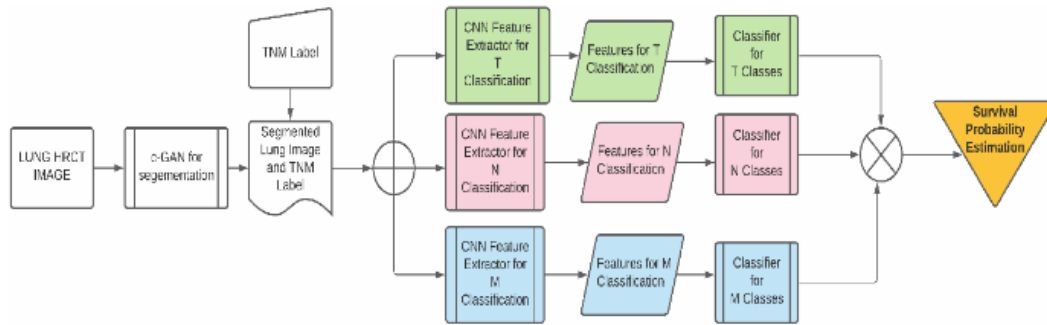 TNM Label
LUNG HRCT
IMAGE
c-GAN for
segementation
Segmented
Lung Image
and TNM
Label
CNN Feature
Extractor for
T
Classification
Features for T
Classification
Classifier
for
T Classes
CNN Feature
Extractor for
N
Classification
Features for N
Classification
Classifier
for
N Classes
CNN Feature
Extractor for
M
Classification
Features for M
Classification
Classifier
for
M Classes
Survival
Probability
Estimation